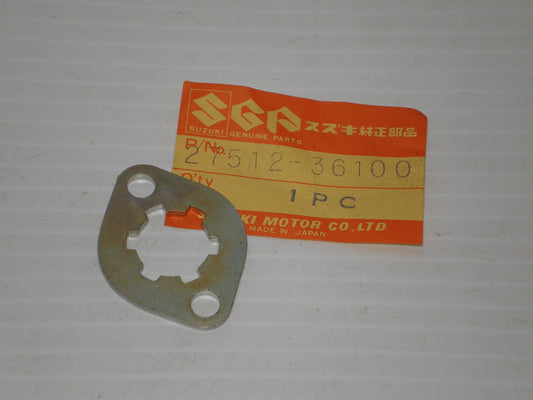 SGP スズキ純正部品
SUZUKI GENUINE PARTS
P/No. 27512-36100
Q'ty 1PC
KI MOTOR CO.,LTD.
MADE IN JAPAN